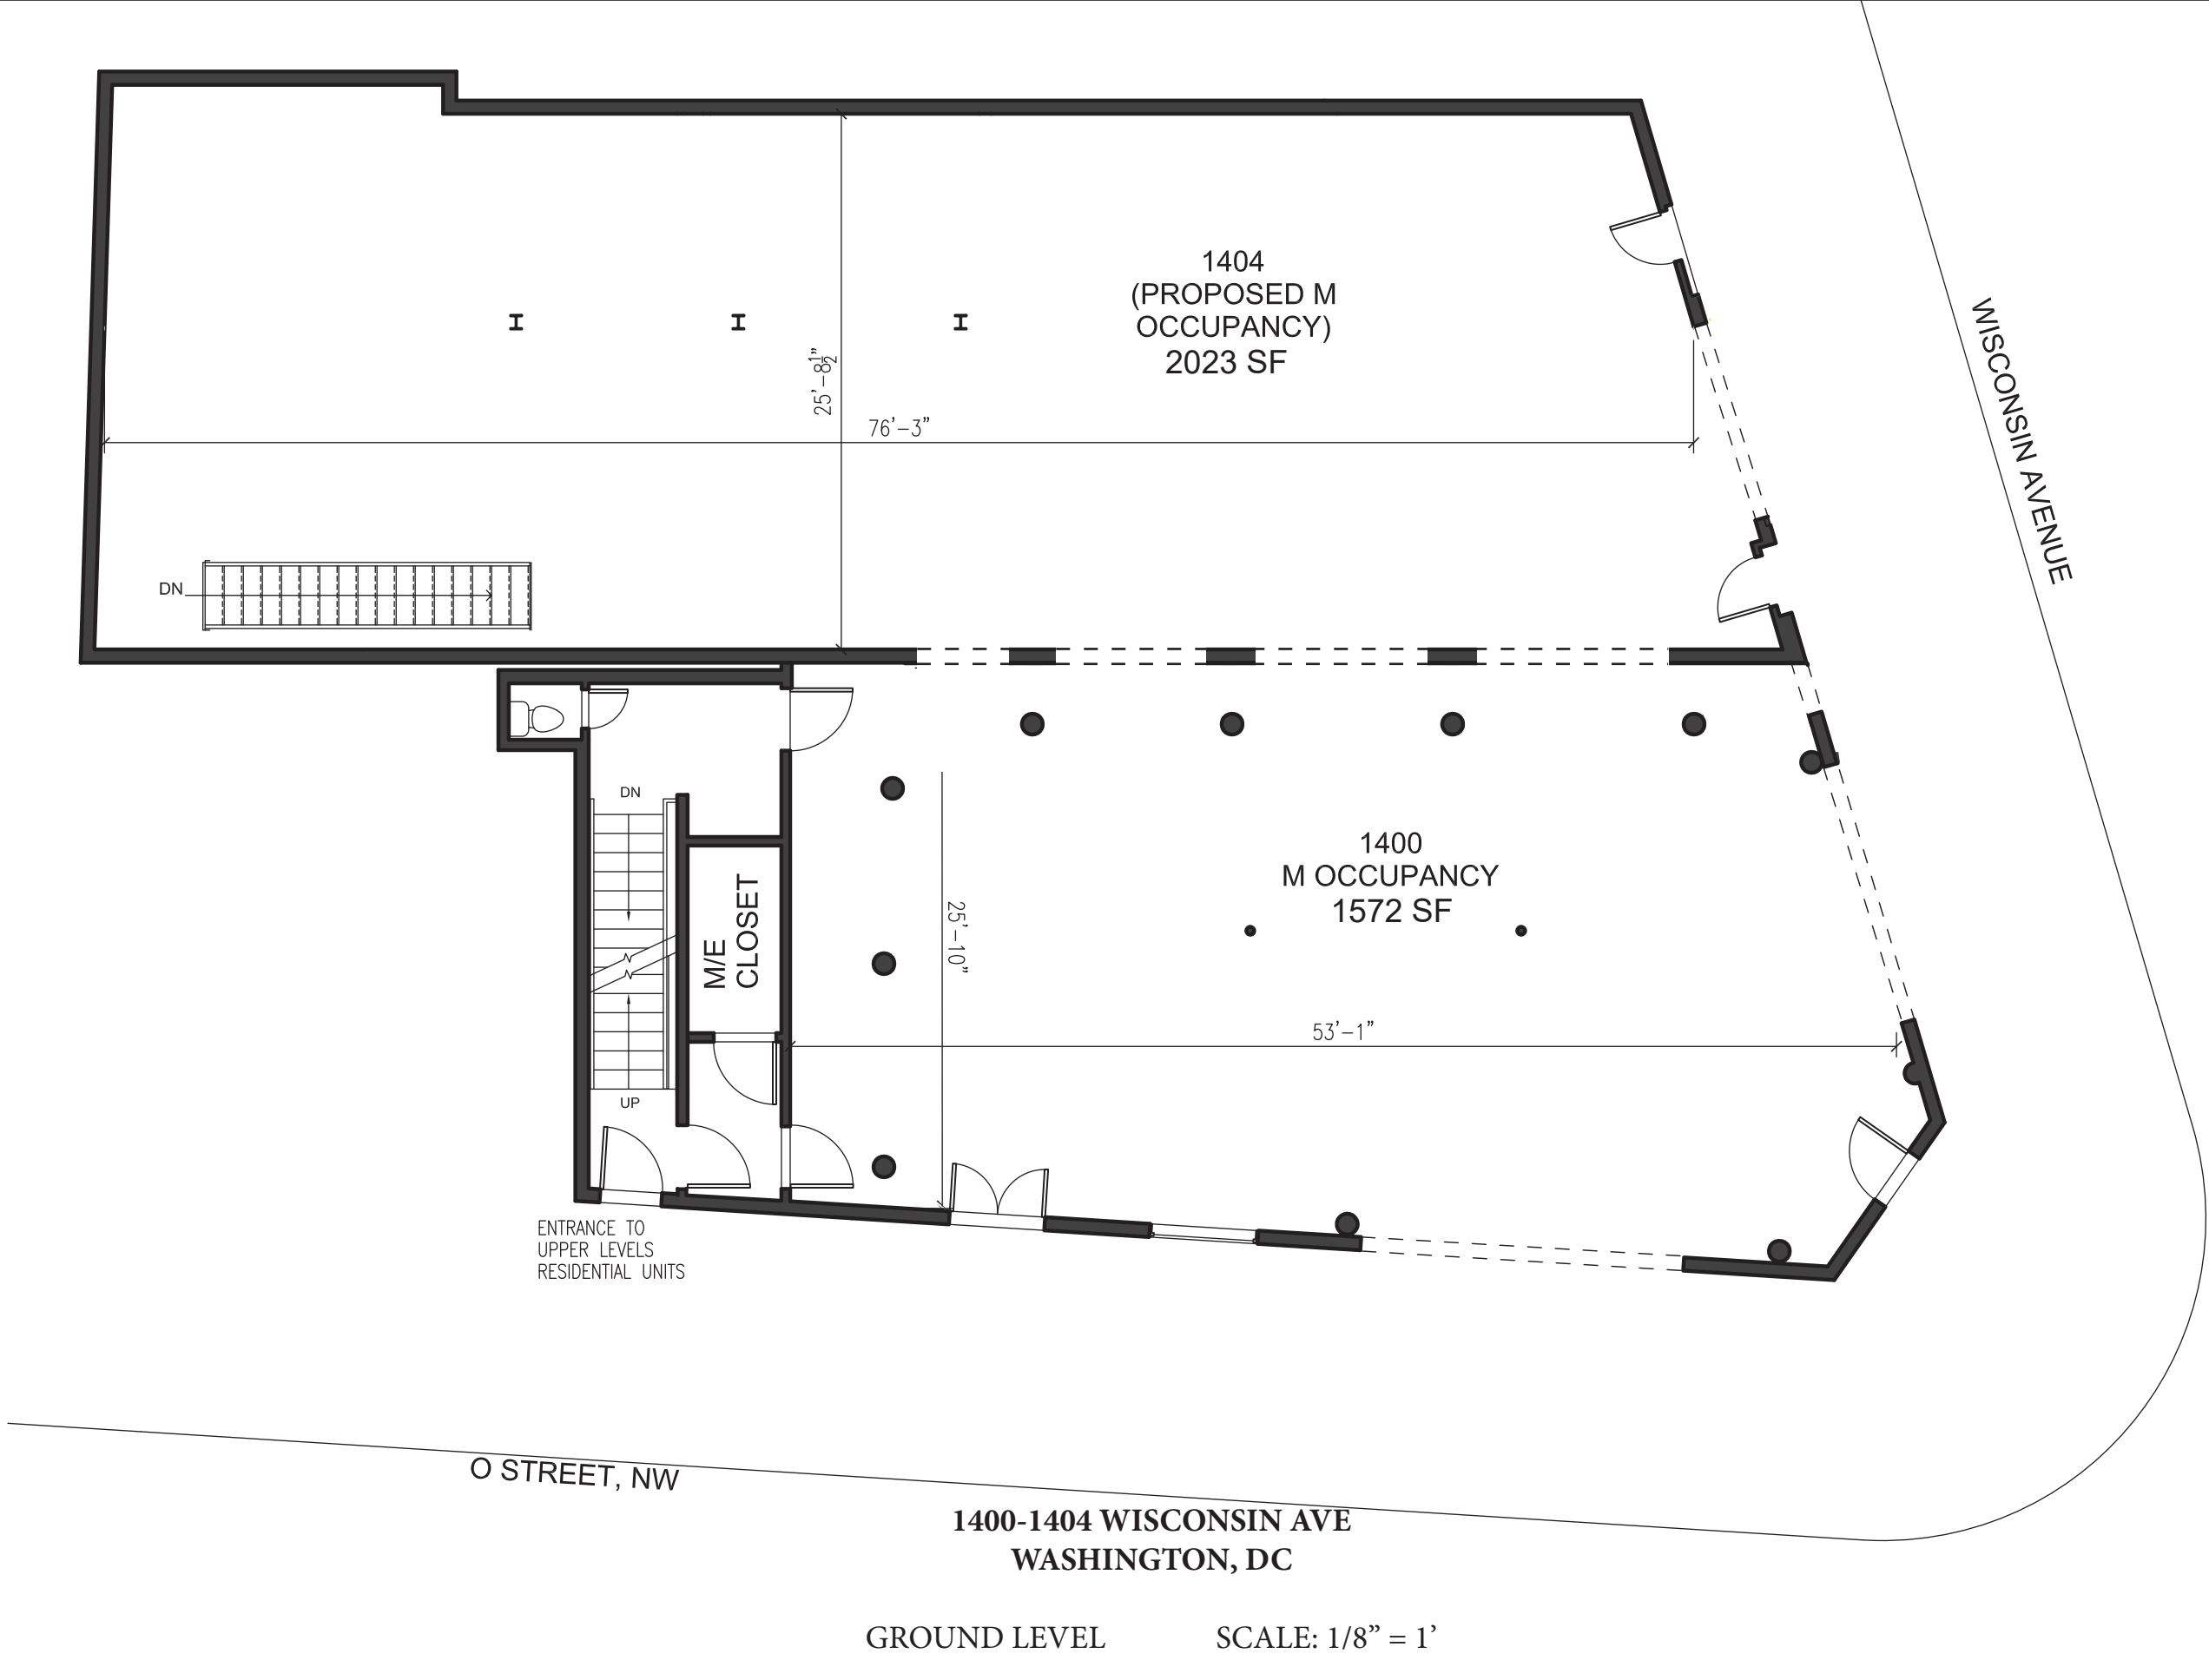 1404
(PROPOSED M
OCCUPANCY)
2023 SF
25'-8½"
76'-3"
WISCONSIN AVENUE
DN
DN
1400
M OCCUPANCY
1572 SF
M/E
CLOSET
25'-10"
53'-1"
UP
ENTRANCE TO
UPPER LEVELS
RESIDENTIAL UNITS
O STREET, NW
1400-1404 WISCONSIN AVE
WASHINGTON, DC
GROUND LEVEL SCALE: 1/8” = 1’